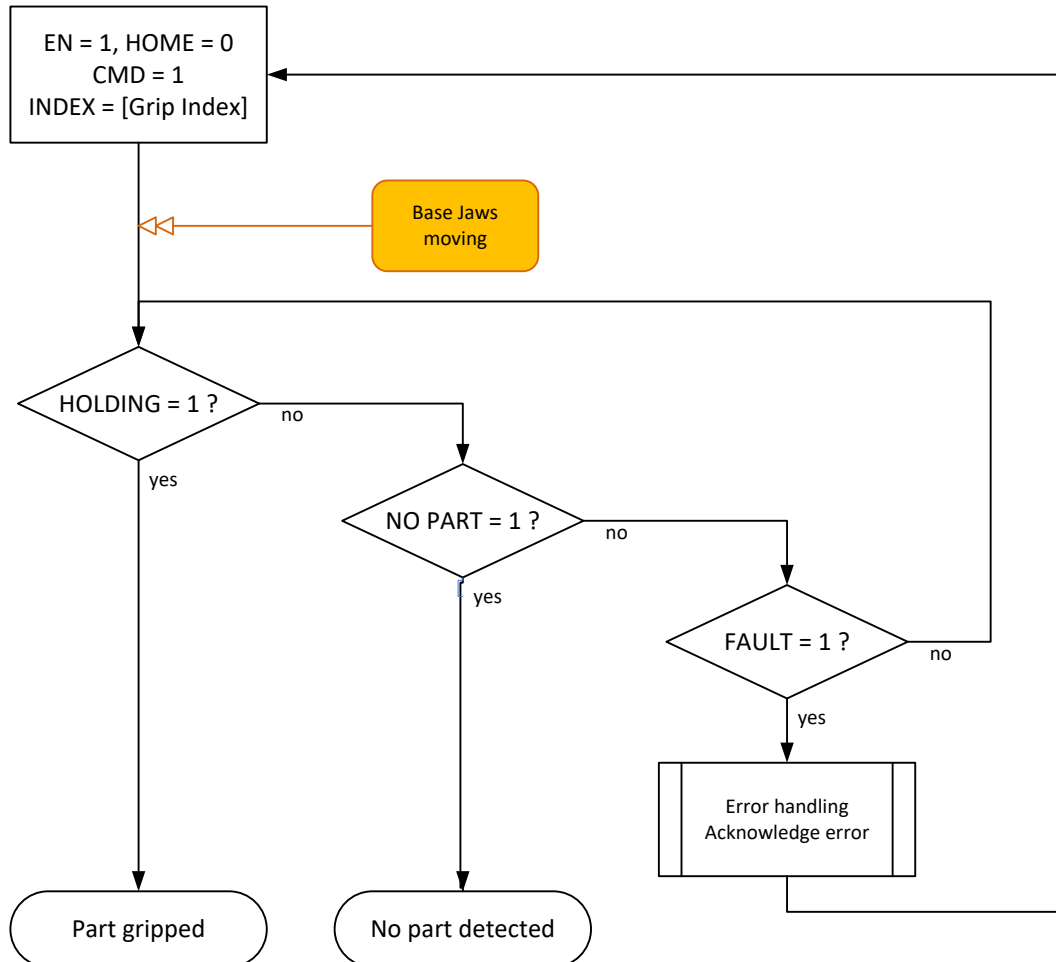 EN = 1, HOME = 0
CMD = 1
INDEX = [Grip Index]
Base Jaws
moving
HOLDING = 1 ?
no
yes
NO PART = 1 ?
no
yes
FAULT = 1 ?
no
yes
Error handling
Acknowledge error
Part gripped
No part detected